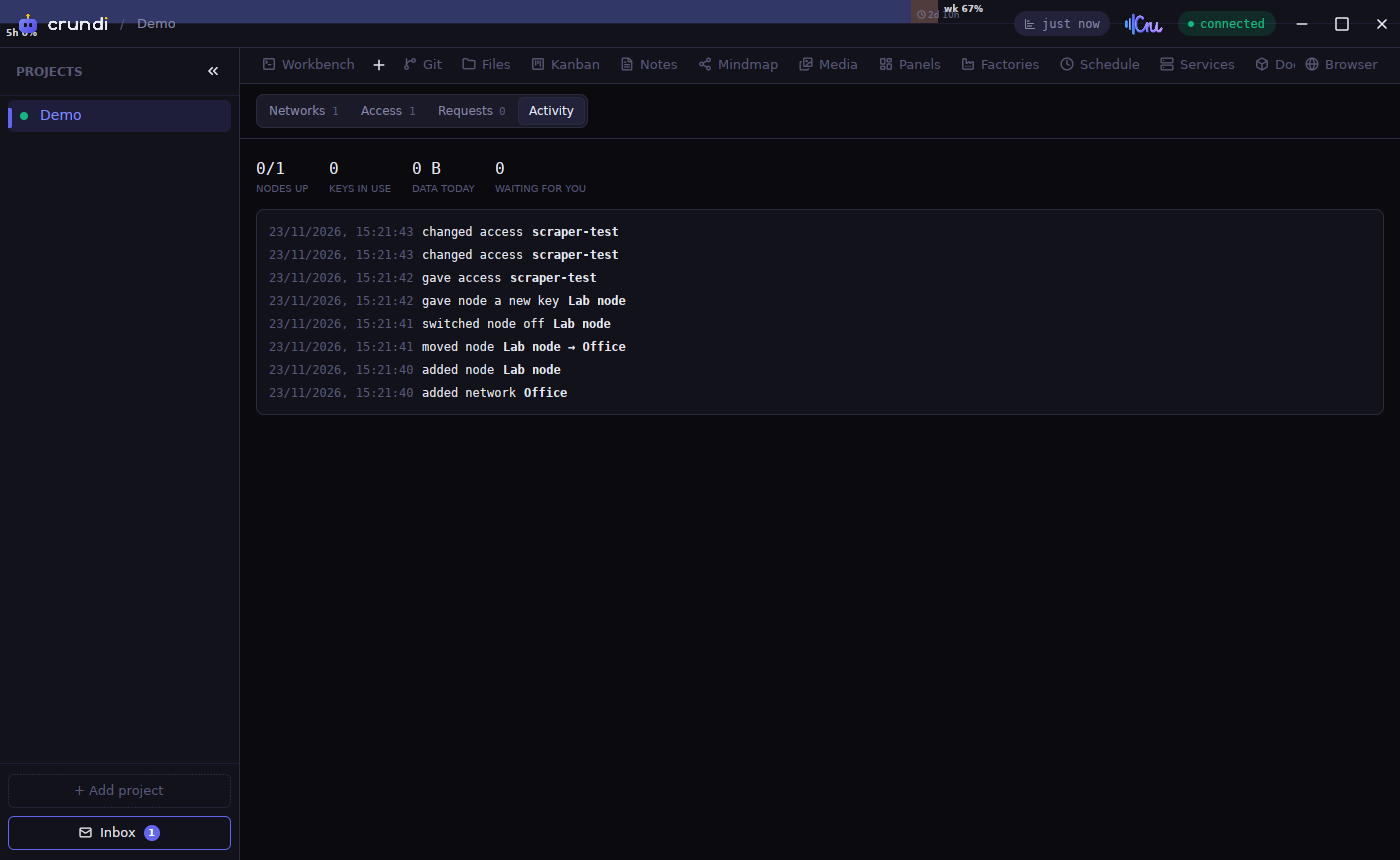 5h 0%
crundi / Demo
2d 10h
wk 67%
just now
Cru
connected
PROJECTS
Demo
+ Add project
Inbox 1
Workbench + Git Files Kanban Notes Mindmap Media Panels Factories Schedule Services Doc Browser
Networks 1 Access 1 Requests 0 Activity
0/1 0 0 B 0
NODES UP KEYS IN USE DATA TODAY WAITING FOR YOU
23/11/2026, 15:21:43 changed access scraper-test
23/11/2026, 15:21:43 changed access scraper-test
23/11/2026, 15:21:42 gave access scraper-test
23/11/2026, 15:21:42 gave node a new key Lab node
23/11/2026, 15:21:41 switched node off Lab node
23/11/2026, 15:21:41 moved node Lab node → Office
23/11/2026, 15:21:40 added node Lab node
23/11/2026, 15:21:40 added network Office